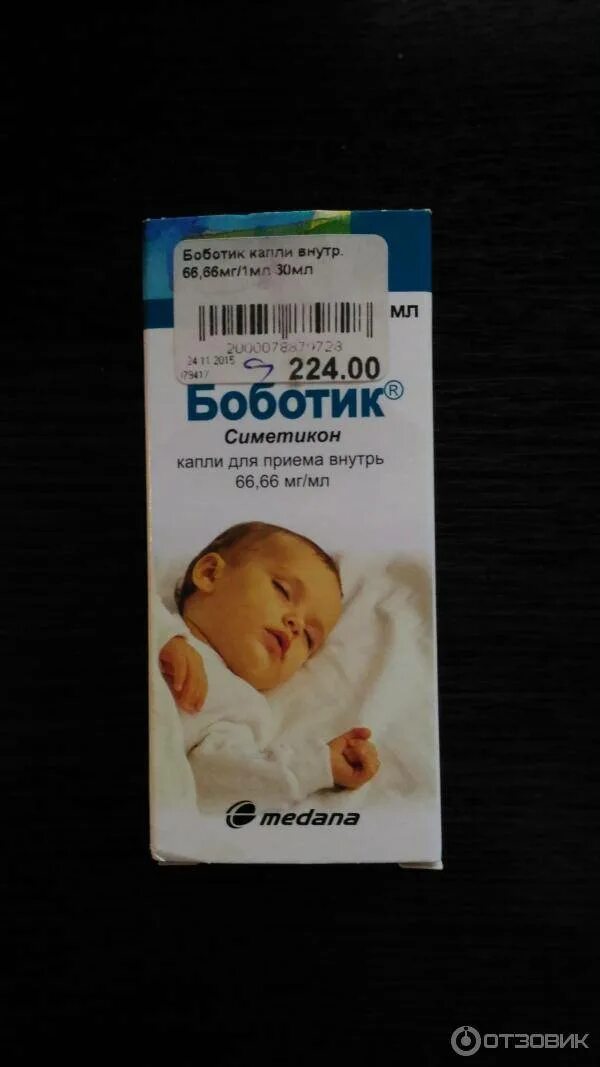 Боботик капли внутр.
66,66мг/1мл 30мл
мл
24.11.2015
224.00
Боботик®
Симетикон
капли для приема внутрь
66,66 мг/мл
medana
ОТЗОВИК